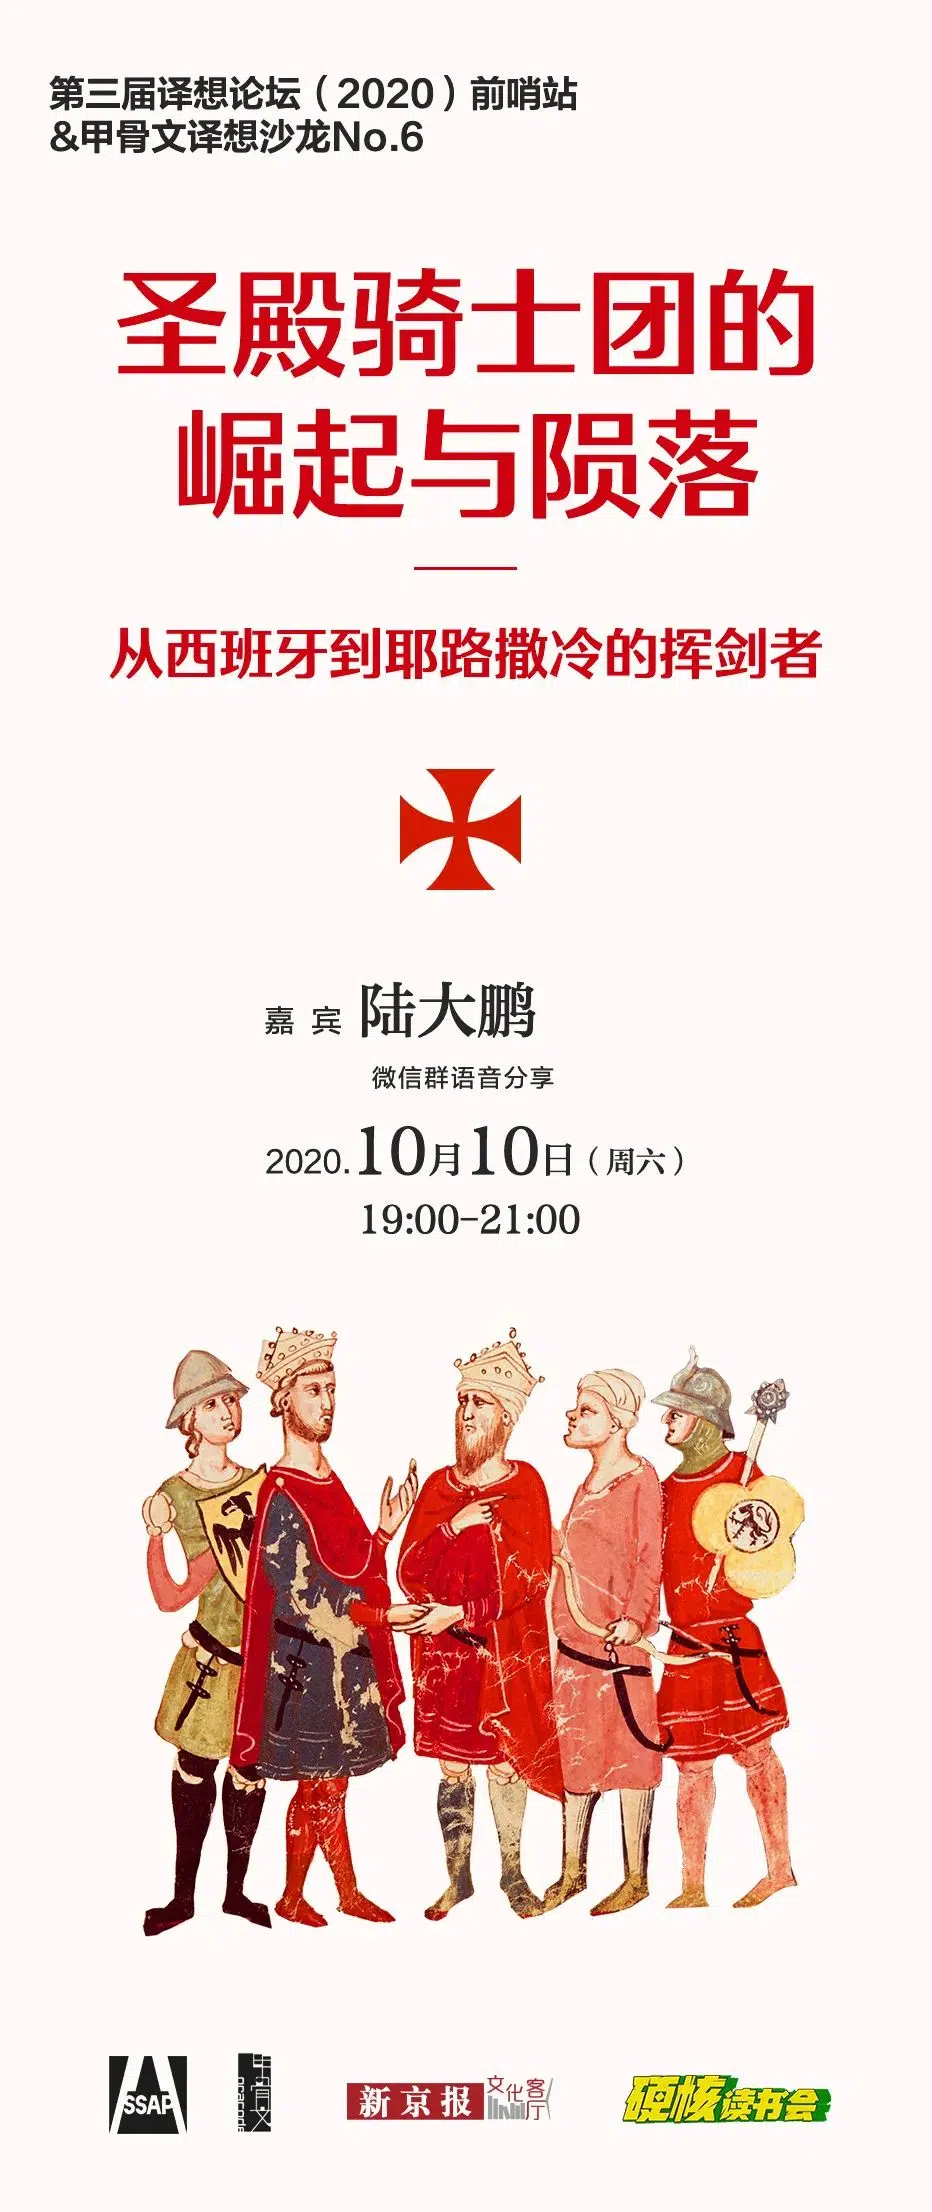 第三届译想论坛（2020）前哨站
&甲骨文译想沙龙No.6
圣殿骑士团的
崛起与陨落
从西班牙到耶路撒冷的挥剑者
嘉 宾 陆大鹏
微信群语音分享
2020.10月10日（周六）
19:00-21:00
SSAP
甲骨文
新京报 文化客厅
硬核读书会